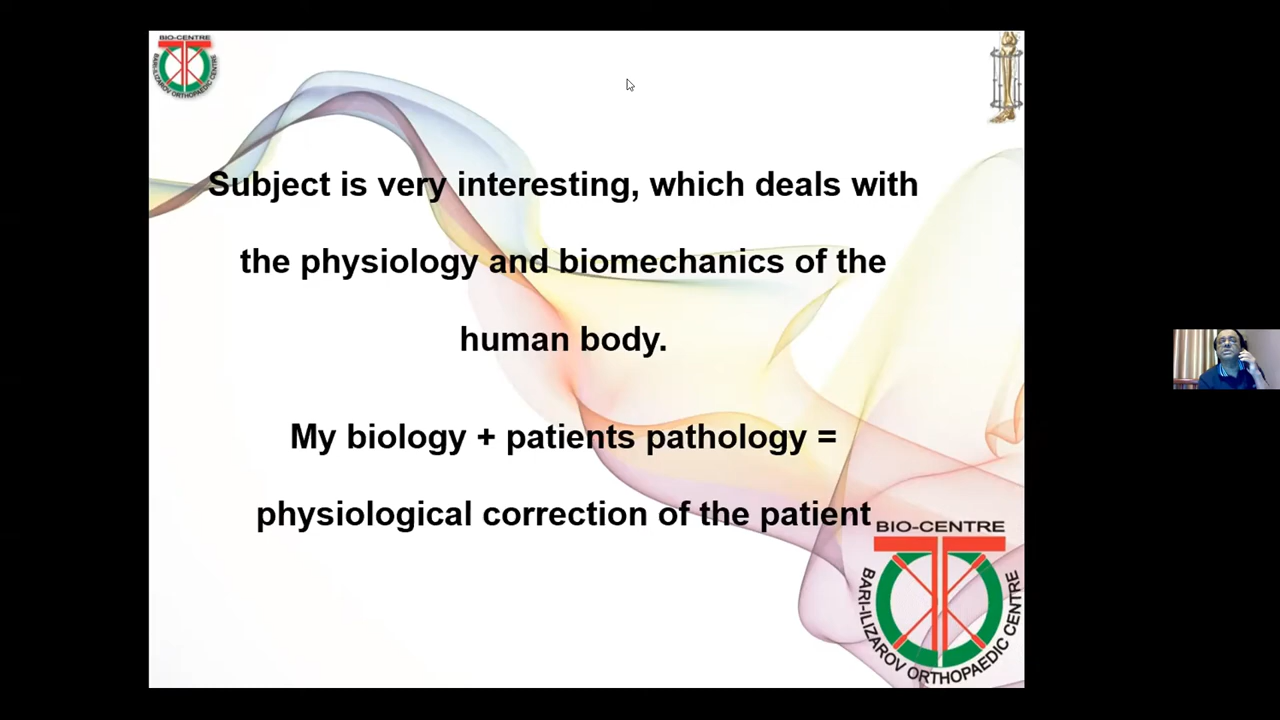 BIO-CENTRE
BARI-ILIZAROV ORTHOPAEDIC CENTRE
Subject is very interesting, which deals with
the physiology and biomechanics of the
human body.
My biology + patients pathology =
physiological correction of the patient
BIO-CENTRE
BARI-ILIZAROV ORTHOPAEDIC CENTRE